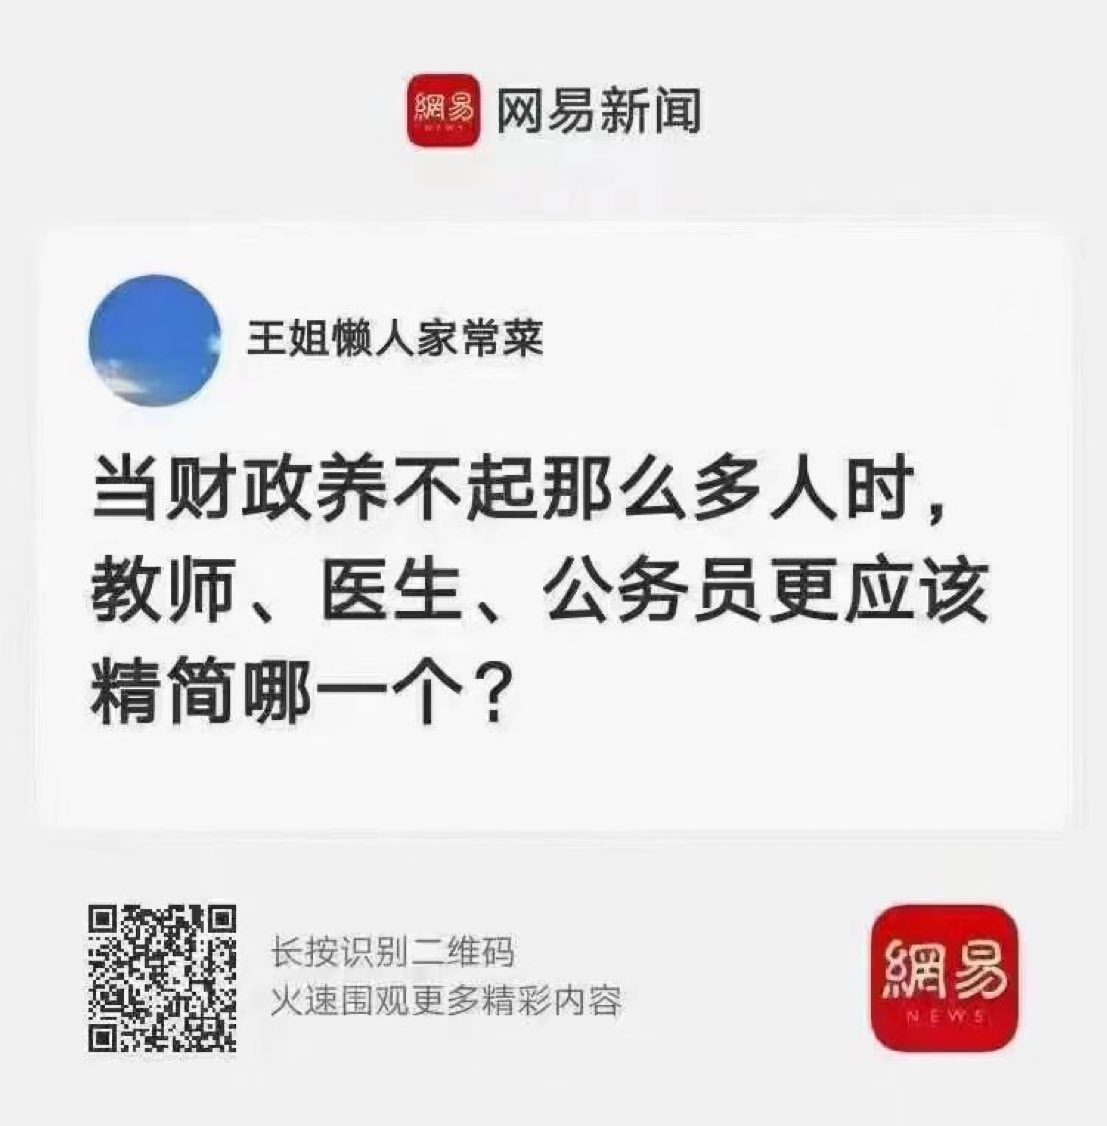 網易
NEWS
网易新闻
王姐懒人家常菜
当财政养不起那么多人时，
教师、医生、公务员更应该
精简哪一个？
长按识别二维码
火速围观更多精彩内容
網易
NEWS